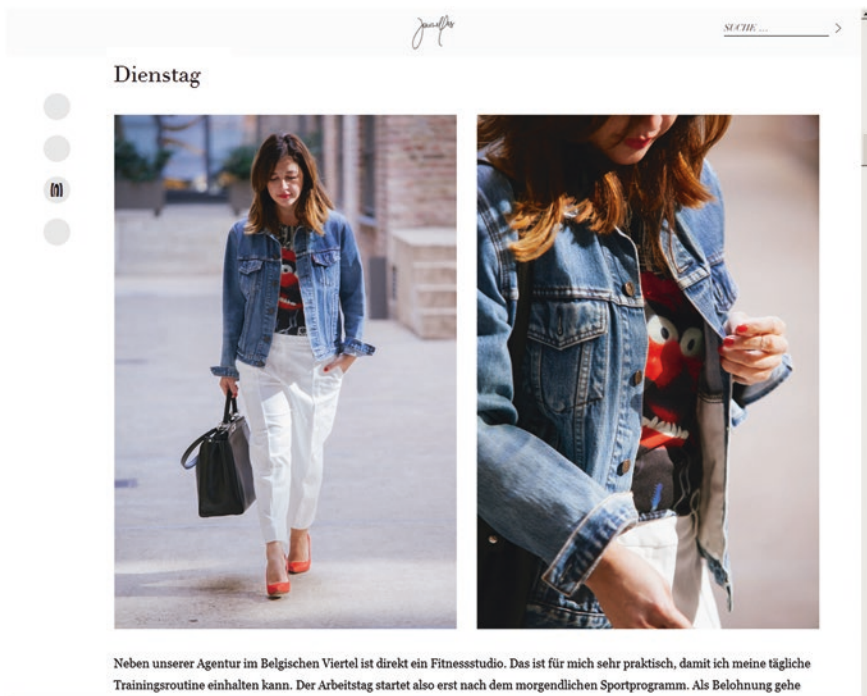 SUCHE ...
Dienstag
Neben unserer Agentur im Belgischen Viertel ist direkt ein Fitnessstudio. Das ist für mich sehr praktisch, damit ich meine tägliche
Trainingsroutine einhalten kann. Der Arbeitstag startet also erst nach dem morgendlichen Sportprogramm. Als Belohnung gehe